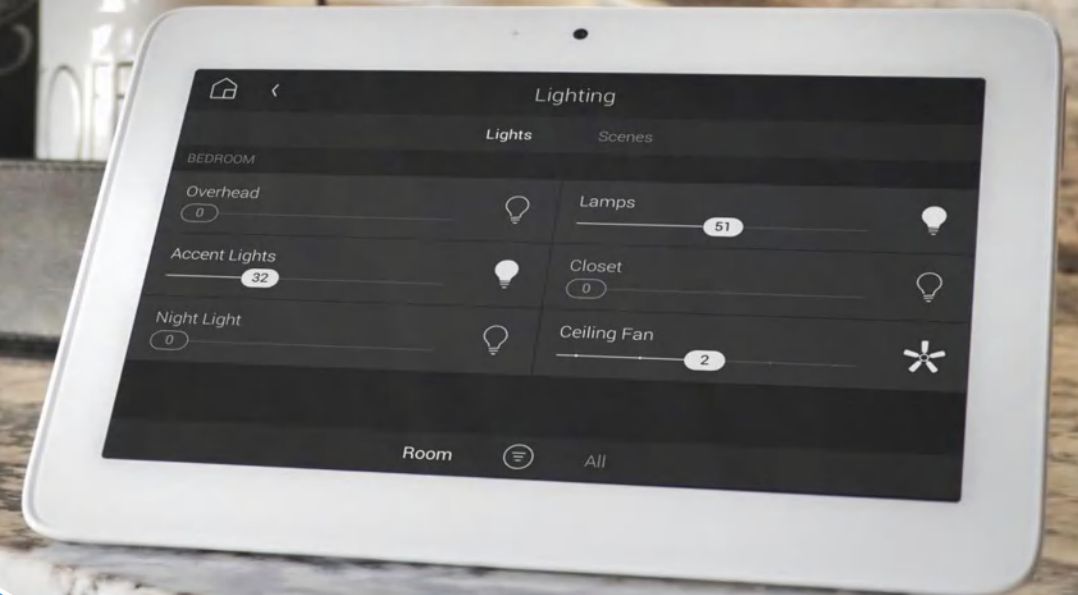 Lighting
Lights Scenes
BEDROOM
Overhead
0
Lamps
51
Accent Lights
32
Closet
0
Night Light
0
Ceiling Fan
2
Room All